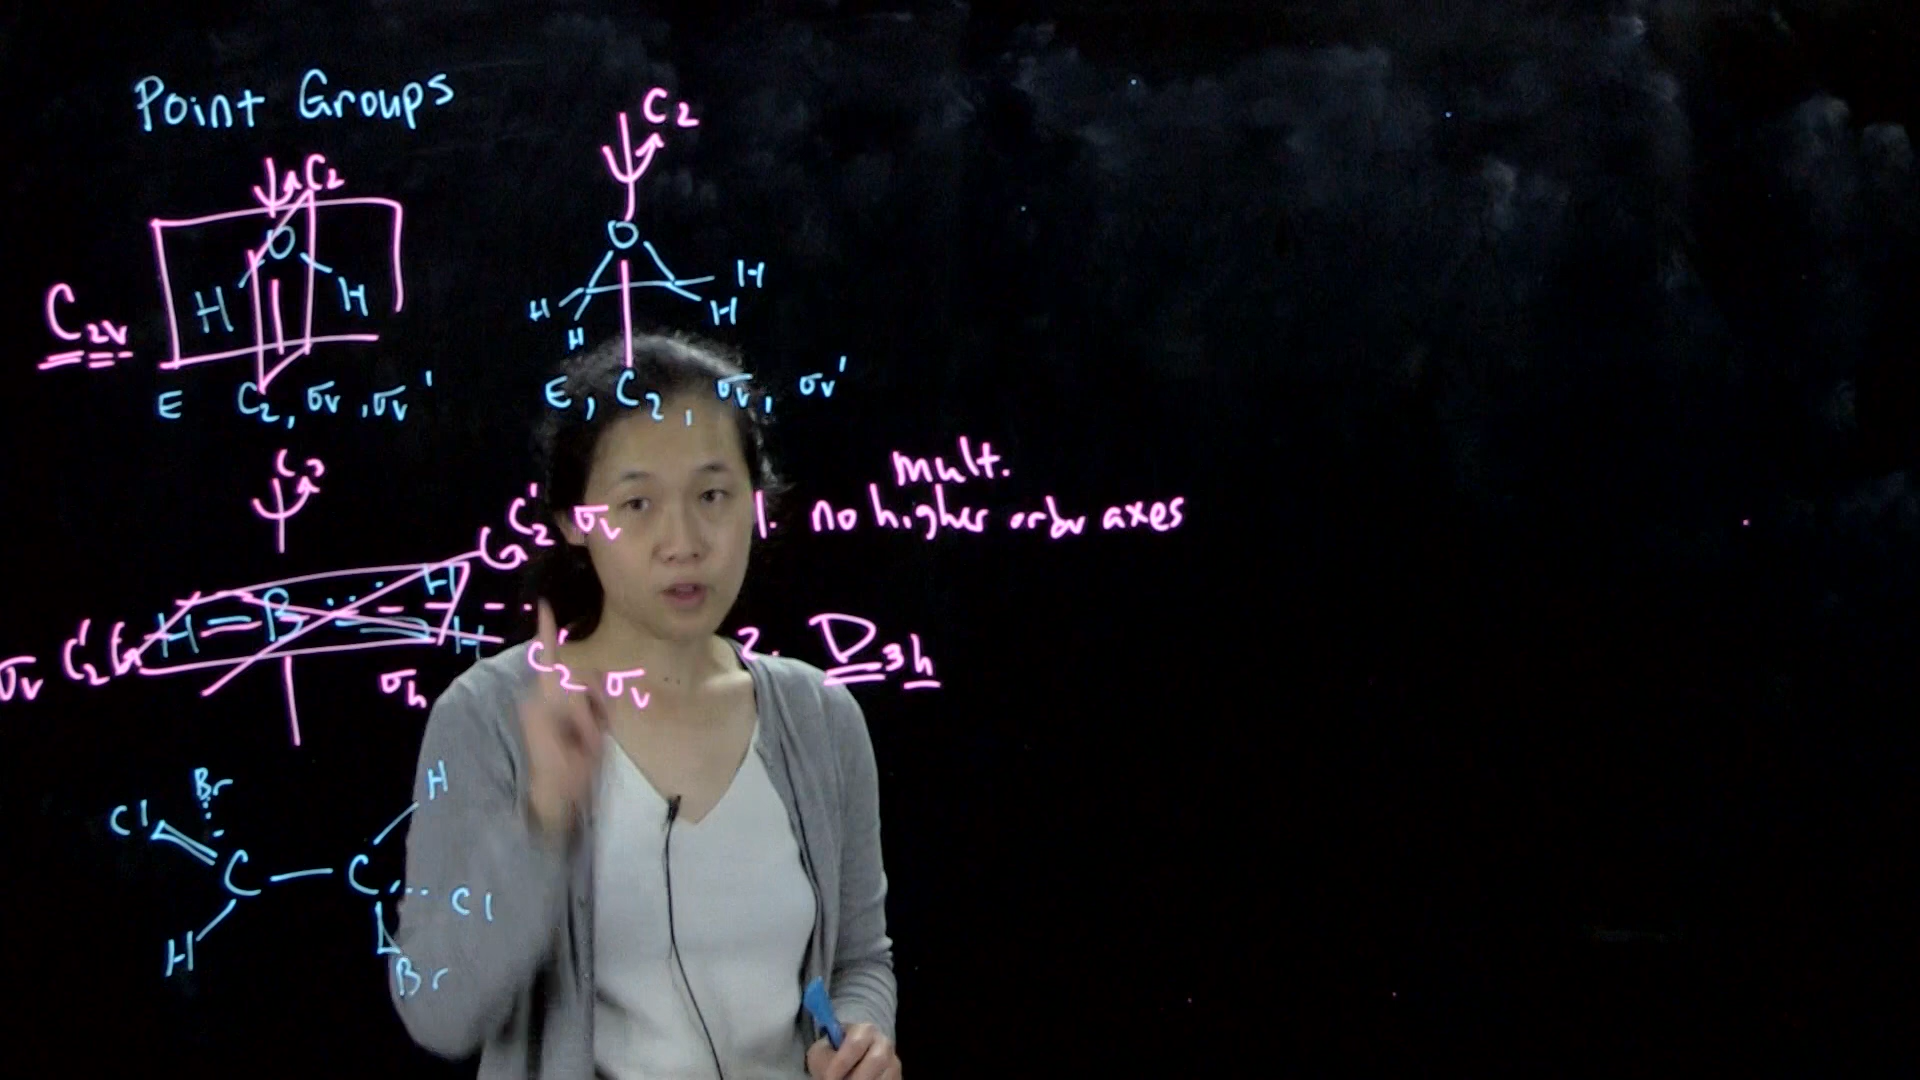 Point Groups
C2
C2
O
H H
C2v
E C2, σv, σv'
O
H H
H H
E, C2, σv, σv'
C3
mult.
1. no higher order axes
C2' σv
H B H
H
σv C2'
σh
C2' σv
2. D3h
Br
Cl
H
C C
Cl
H
Br